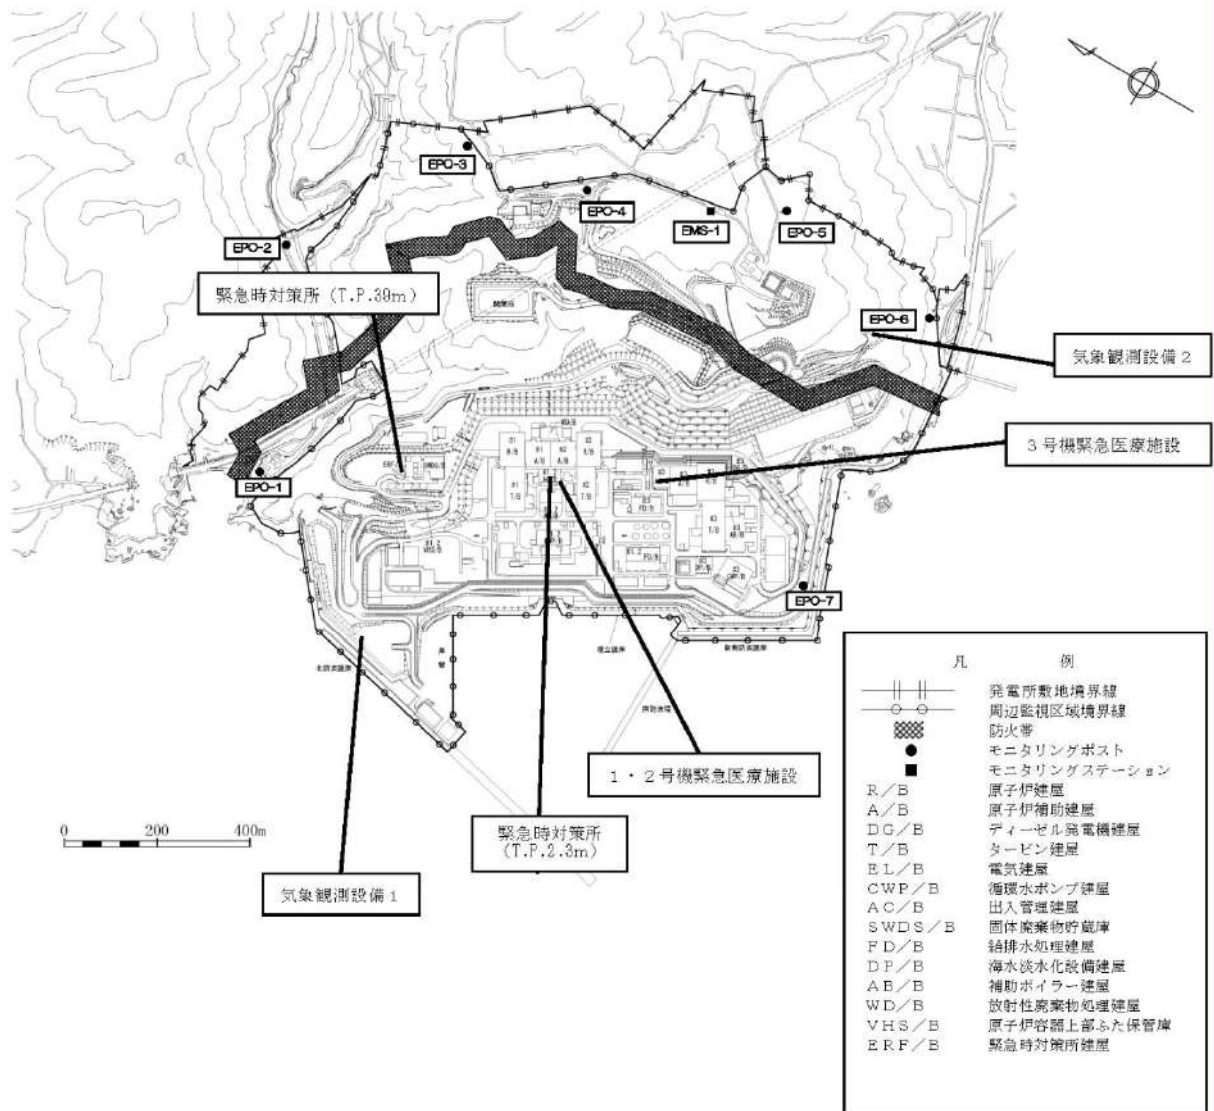 EPO-3
EPO-4
EMS-1
EPO-5
EPO-2
緊急時対策所(T.P.39m)
開閉所
EPO-6
気象観測設備2
3号機緊急医療施設
EPO-1
EPO-7
北防波護岸
1・2号機緊急医療施設
緊急時対策所
(T.P.2.3m)
気象観測設備1
0 200 400m
凡 例
発電所敷地境界線
周辺監視区域境界線
防火帯
モニタリングポスト
モニタリングステーション
R/B 原子炉建屋
A/B 原子炉補助建屋
DG/B ディーゼル発電機建屋
T/B タービン建屋
EL/B 電気建屋
CWP/B 循環水ポンプ建屋
AC/B 出入管理建屋
SWDS/B 固体廃棄物貯蔵庫
FD/B 給排水処理建屋
DP/B 海水淡水化設備建屋
AB/B 補助ボイラー建屋
WD/B 放射性廃棄物処理建屋
VHS/B 原子炉容器上部ふた保管庫
ERF/B 緊急時対策所建屋